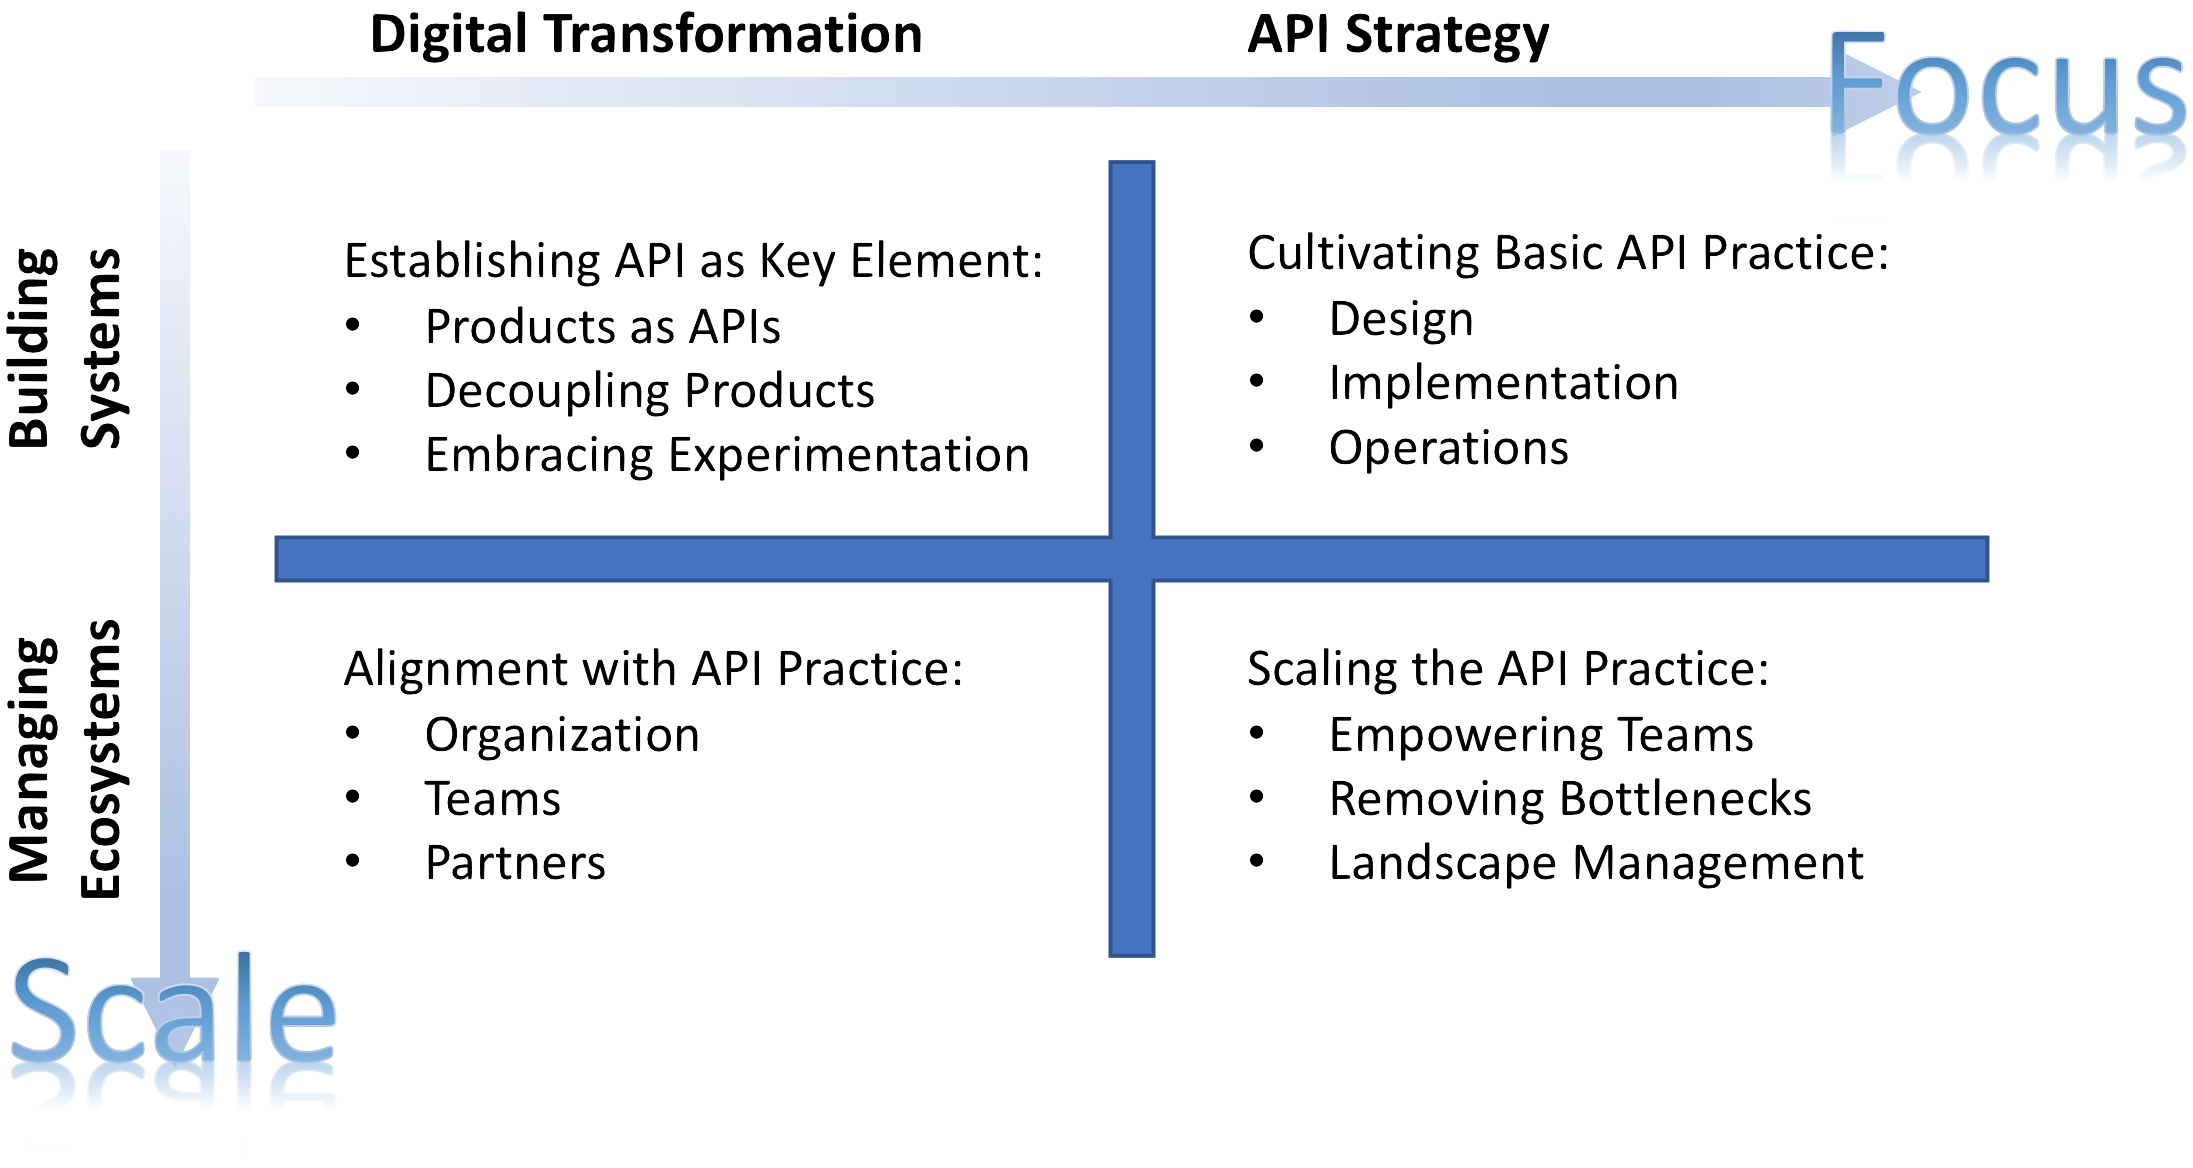 Digital Transformation
API Strategy
Focus
Building
Systems
Establishing API as Key Element:
• Products as APIs
• Decoupling Products
• Embracing Experimentation
Cultivating Basic API Practice:
• Design
• Implementation
• Operations
Managing
Ecosystems
Alignment with API Practice:
• Organization
• Teams
• Partners
Scaling the API Practice:
• Empowering Teams
• Removing Bottlenecks
• Landscape Management
Scale